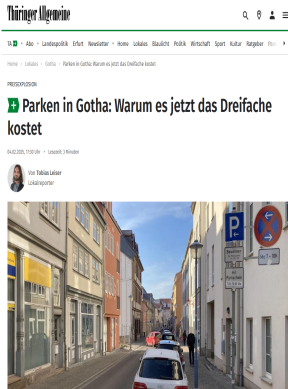 Thüringer Allgemeine
TA + Abo Landespolitik Erfurt Newsletter Home Lokales Blaulicht Politik Wirtschaft Sport Kultur Ratgeber
Home Lokales Gotha Parken in Gotha: Warum es jetzt das Dreifache kostet
PREISEXPLOSION
+ Parken in Gotha: Warum es jetzt das Dreifache
kostet
04.02.2025, 17:00 Uhr • Lesezeit: 3 Minuten
Von Tobias Leiser
Lokalreporter
P